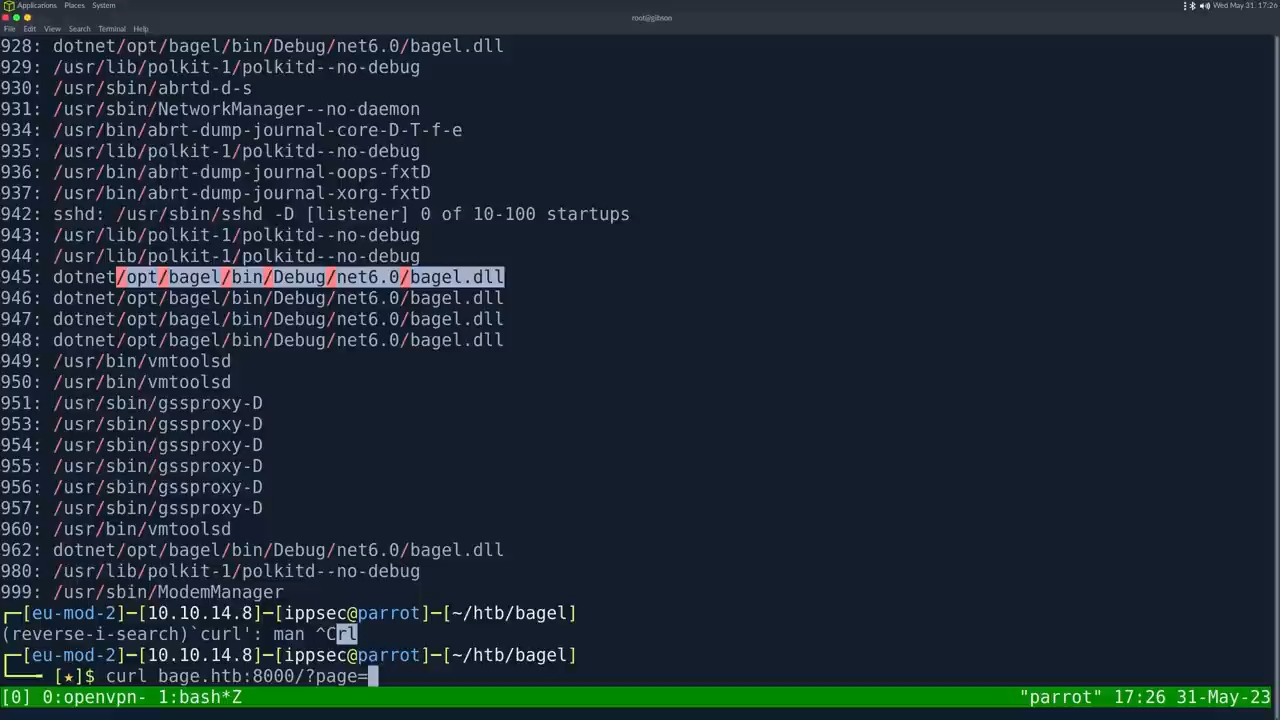 Applications Places System
Wed May 31, 17:26
root@gibson
File Edit View Search Terminal Help
928: dotnet/opt/bagel/bin/Debug/net6.0/bagel.dll
929: /usr/lib/polkit-1/polkitd--no-debug
930: /usr/sbin/abrtd-d-s
931: /usr/sbin/NetworkManager--no-daemon
934: /usr/bin/abrt-dump-journal-core-D-T-f-e
935: /usr/lib/polkit-1/polkitd--no-debug
936: /usr/bin/abrt-dump-journal-oops-fxtD
937: /usr/bin/abrt-dump-journal-xorg-fxtD
942: sshd: /usr/sbin/sshd -D [listener] 0 of 10-100 startups
943: /usr/lib/polkit-1/polkitd--no-debug
944: /usr/lib/polkit-1/polkitd--no-debug
945: dotnet/opt/bagel/bin/Debug/net6.0/bagel.dll
946: dotnet/opt/bagel/bin/Debug/net6.0/bagel.dll
947: dotnet/opt/bagel/bin/Debug/net6.0/bagel.dll
948: dotnet/opt/bagel/bin/Debug/net6.0/bagel.dll
949: /usr/bin/vmtoolsd
950: /usr/bin/vmtoolsd
951: /usr/sbin/gssproxy-D
953: /usr/sbin/gssproxy-D
954: /usr/sbin/gssproxy-D
955: /usr/sbin/gssproxy-D
956: /usr/sbin/gssproxy-D
957: /usr/sbin/gssproxy-D
960: /usr/bin/vmtoolsd
962: dotnet/opt/bagel/bin/Debug/net6.0/bagel.dll
980: /usr/lib/polkit-1/polkitd--no-debug
999: /usr/sbin/ModemManager
┌─[eu-mod-2]─[10.10.14.8]─[ippsec@parrot]─[~/htb/bagel]
(reverse-i-search)`curl': man ^Crl
┌─[eu-mod-2]─[10.10.14.8]─[ippsec@parrot]─[~/htb/bagel]
└── [★]$ curl bage.htb:8000/?page=
[0] 0:openvpn- 1:bash*Z "parrot" 17:26 31-May-23